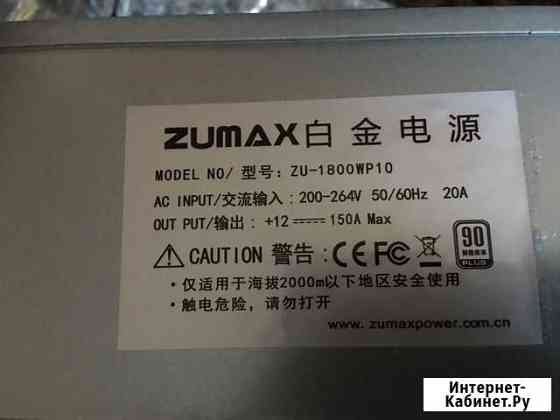 ZUMAX白金电源
MODEL NO/ 型号: ZU-1800WP10
AC INPUT/交流输入: 200-264V 50/60Hz 20A
OUT PUT/输出: +12 150A Max
CAUTION 警告: CE FC
90
PLUS
·仅适用于海拔2000m以下地区安全使用
·触电危险，请勿打开
www.zumaxpower.com.cn
Интернет-
Кабинет.Ру